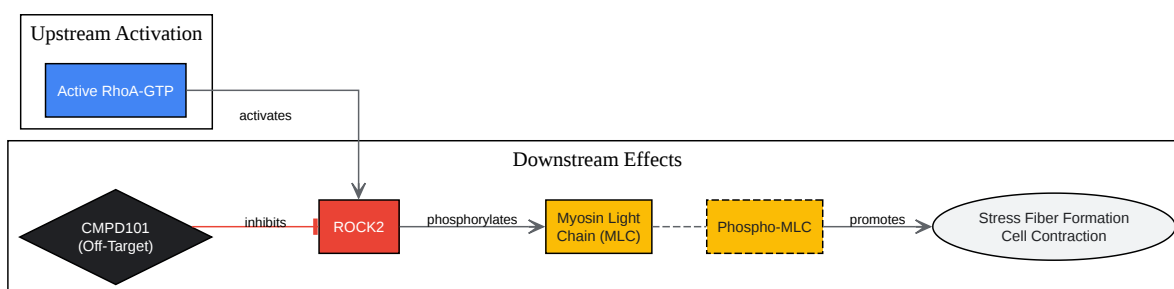 Upstream Activation
Active RhoA-GTP
activates
Downstream Effects
CMPD101
(Off-Target)
inhibits
ROCK2
phosphorylates
Myosin Light
Chain (MLC)
Phospho-MLC
promotes
Stress Fiber Formation
Cell Contraction